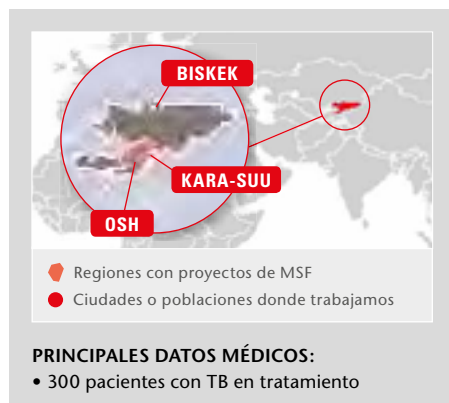 BISKEK
KARA-SUU
OSH
Regiones con proyectos de MSF
Ciudades o poblaciones donde trabajamos
PRINCIPALES DATOS MÉDICOS:
• 300 pacientes con TB en tratamiento